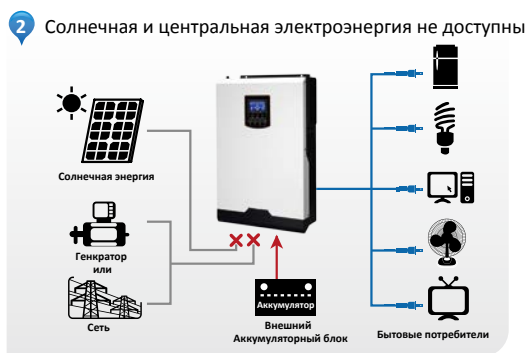 2 Солнечная и центральная электроэнергия не доступны
Солнечная энергия
Генкратор
или
Сеть
Аккумулятор
Внешний
Аккумуляторный блок
Бытовые потребители